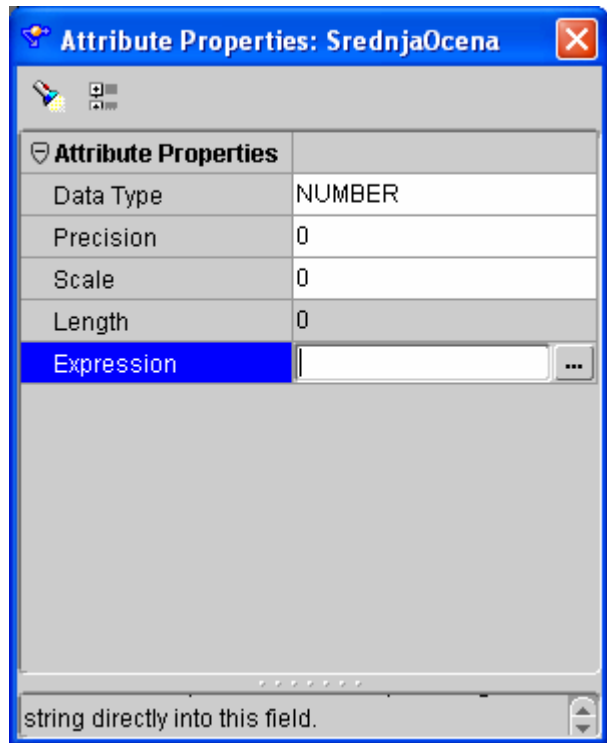 Attribute Properties: SrednjaOcena
Attribute Properties
Data Type NUMBER
Precision 0
Scale 0
Length 0
Expression ...
string directly into this field.